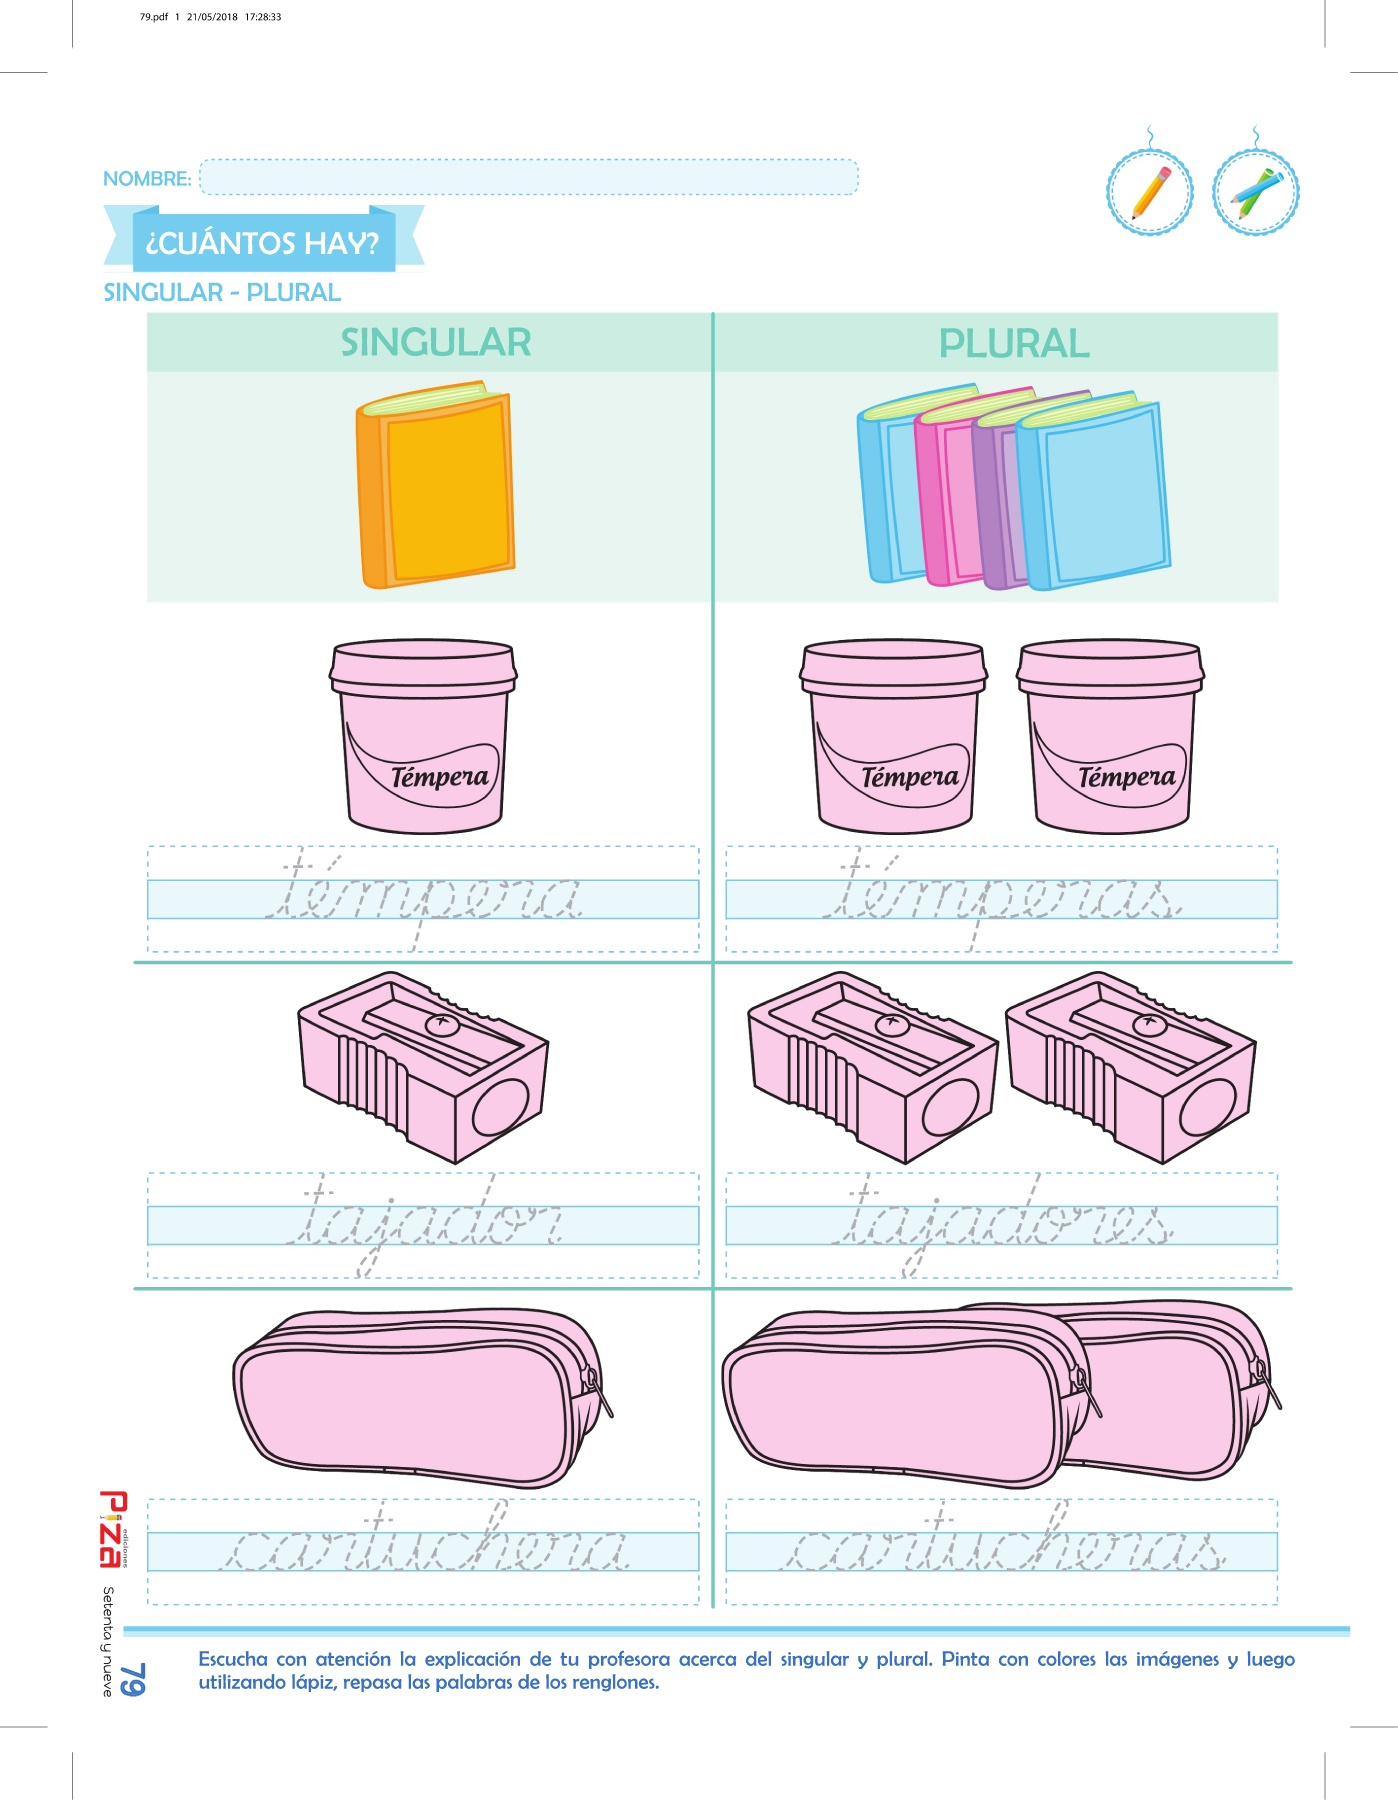 79.pdf 1 21/05/2018 17:28:33
NOMBRE:
¿CUÁNTOS HAY?
SINGULAR - PLURAL
SINGULAR PLURAL
Témpera Témpera Témpera
témpera témperas
tajador tajadores
cartuchera cartucheras
Piza
ediciones
Setenta y nueve
79
Escucha con atención la explicación de tu profesora acerca del singular y plural. Pinta con colores las imágenes y luego
utilizando lápiz, repasa las palabras de los renglones.